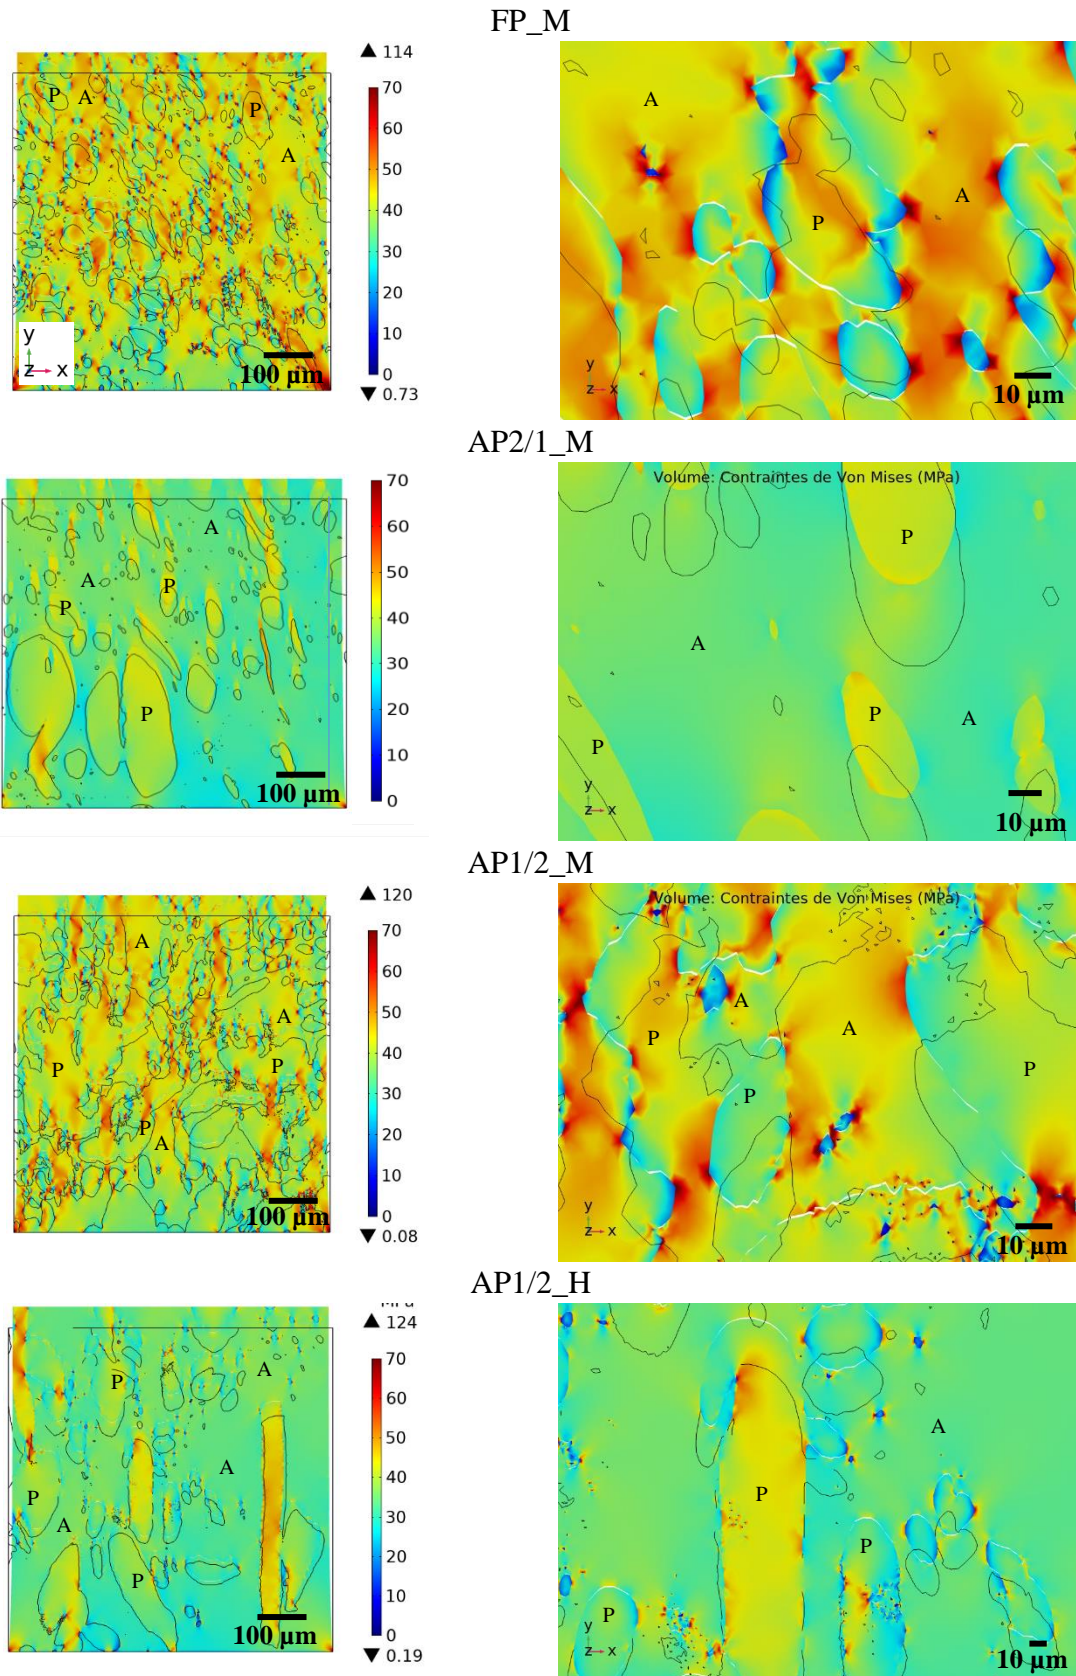 FP_M
▲ 114
70
60
50
40
30
20
10
0
▼ 0.73
P A P
A
y
z x
100 µm
A
A
P
y
z x
10 µm
AP2/1_M
70
60
50
40
30
20
10
0
A
A P
P
P
100 µm
Volume: Contraintes de Von Mises (MPa)
P
A
P A
P
y
z x
10 µm
AP1/2_M
▲ 120
70
60
50
40
30
20
10
0
▼ 0.08
A
A
P P
P A
100 µm
Volume: Contraintes de Von Mises (MPa)
A
P A
P P
y
z x
10 µm
AP1/2_H
▲ 124
70
60
50
40
30
20
10
0
▼ 0.19
A
P
A
P
A
P
100 µm
A
P
P
P
y
z x
10 µm